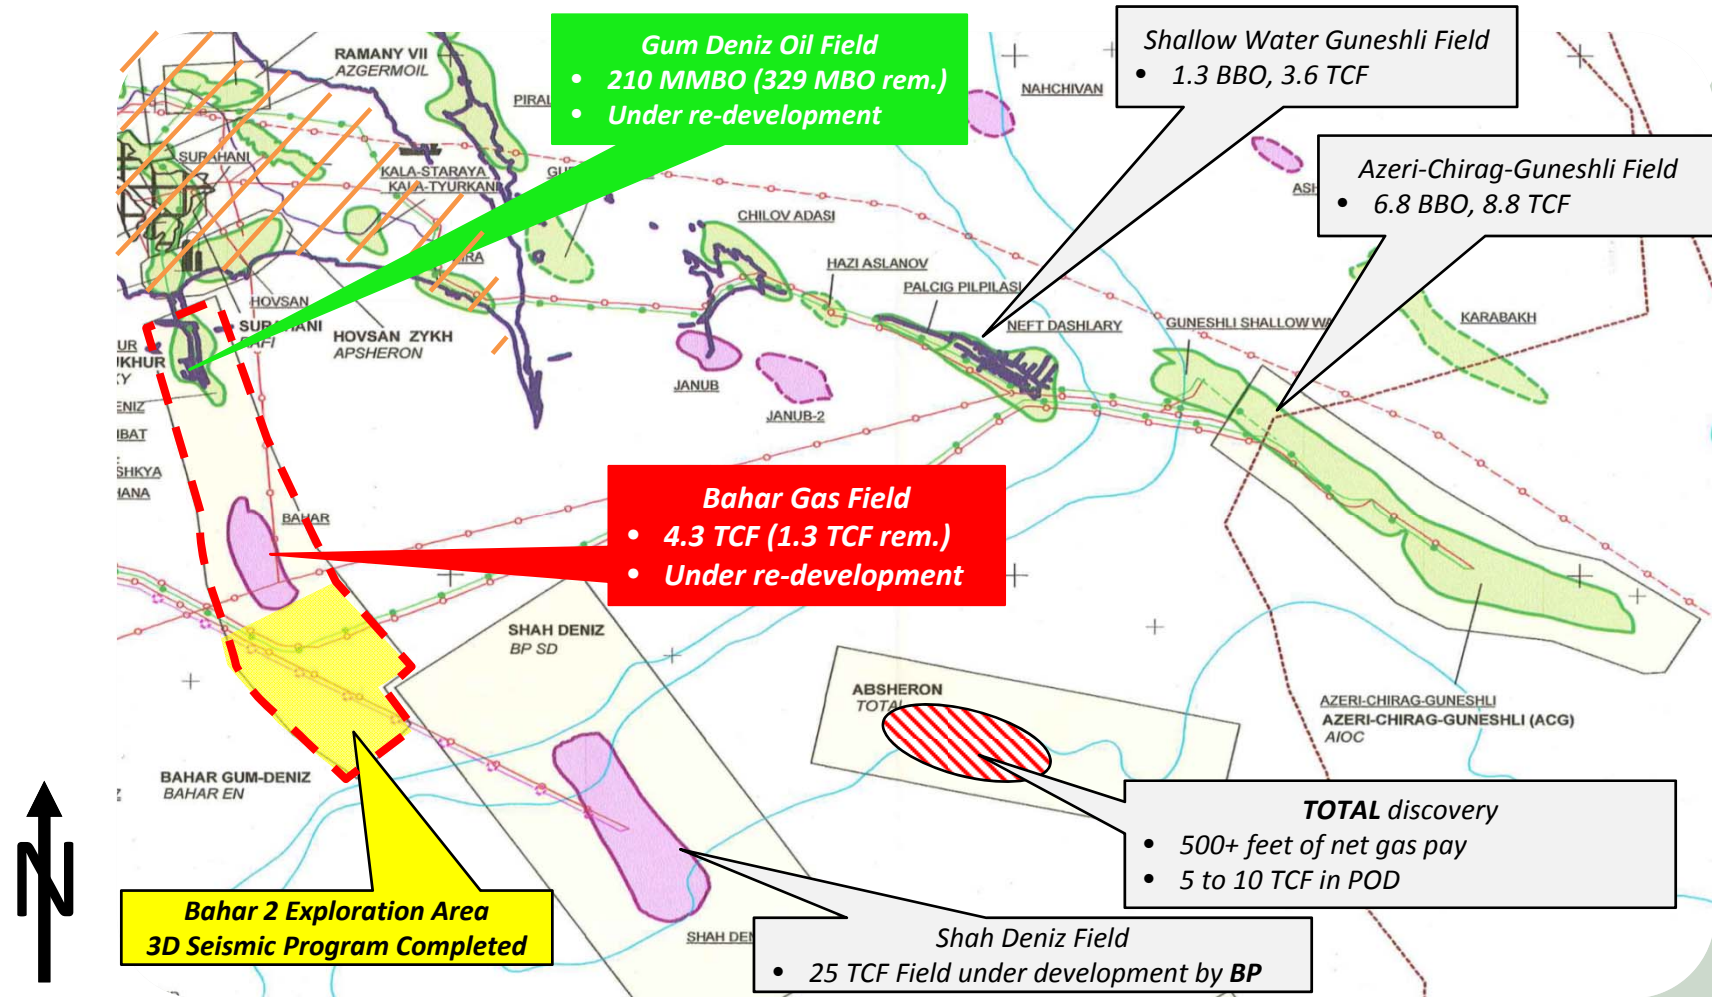 Gum Deniz Oil Field
• 210 MMBO (329 MBO rem.)
• Under re-development
Shallow Water Guneshli Field
• 1.3 BBO, 3.6 TCF
Azeri-Chirag-Guneshli Field
• 6.8 BBO, 8.8 TCF
RAMANY VII
AZGERMOIL
NAHCHIVAN
SURAHANI
KALA-STARAYA
KALA-TYURKANI
CHILOV ADASI
HAZI ASLANOV
PALCIG PILPILASI
NEFT DASHLARY
GUNESHLI SHALLOW WA
KARABAKH
HOVSAN
SURAHANI
HOVSAN ZYKH
APSHERON
JANUB
JANUB-2
BAHAR
Bahar Gas Field
• 4.3 TCF (1.3 TCF rem.)
• Under re-development
SHAH DENIZ
BP SD
ABSHERON
TOTAL
AZERI-CHIRAG-GUNESHLI
AZERI-CHIRAG-GUNESHLI (ACG)
AIOC
BAHAR GUM-DENIZ
BAHAR EN
TOTAL discovery
• 500+ feet of net gas pay
• 5 to 10 TCF in POD
Bahar 2 Exploration Area
3D Seismic Program Completed
SHAH DEN
Shah Deniz Field
• 25 TCF Field under development by BP
N